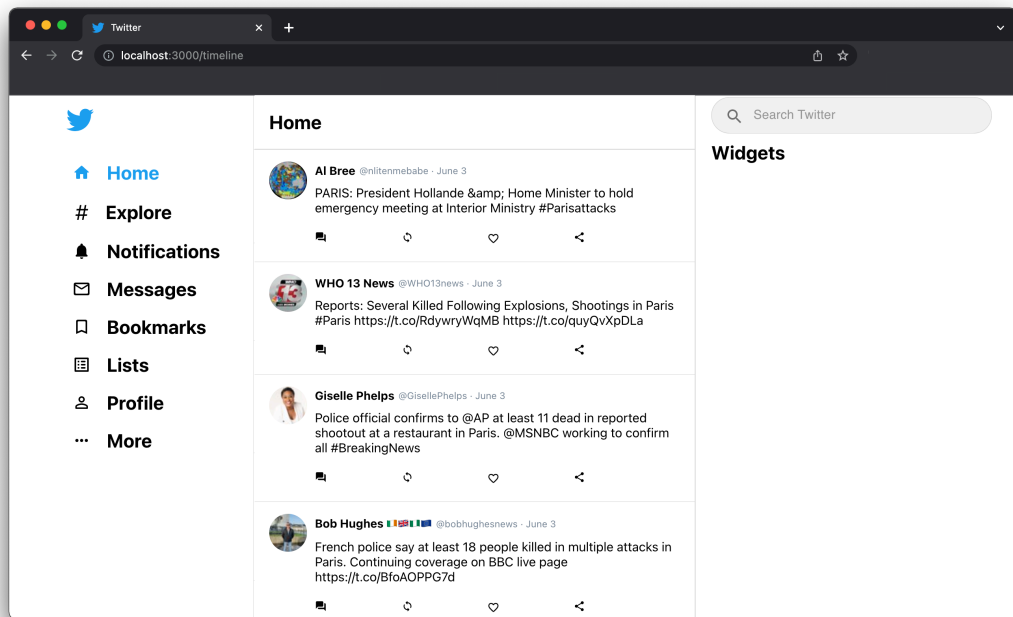 Twitter
localhost:3000/timeline
Home
Explore
Notifications
Messages
Bookmarks
Lists
Profile
More
Home
Al Bree @nlitenmebabe · June 3
PARIS: President Hollande &amp; Home Minister to hold
emergency meeting at Interior Ministry #Parisattacks
WHO 13 News @WHO13news · June 3
Reports: Several Killed Following Explosions, Shootings in Paris
#Paris https://t.co/RdywryWqMB https://t.co/quyQvXpDLa
Giselle Phelps @GisellePhelps · June 3
Police official confirms to @AP at least 11 dead in reported
shootout at a restaurant in Paris. @MSNBC working to confirm
all #BreakingNews
Bob Hughes 🇮🇪🇬🇧🇳🇬🇪🇺 @bobhughesnews · June 3
French police say at least 18 people killed in multiple attacks in
Paris. Continuing coverage on BBC live page
https://t.co/BfoAOPPG7d
Search Twitter
Widgets